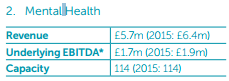 2. Mental Health
Revenue £5.7m (2015: £6.4m)
Underlying EBITDA* £1.7m (2015: £1.9m)
Capacity 114 (2015: 114)